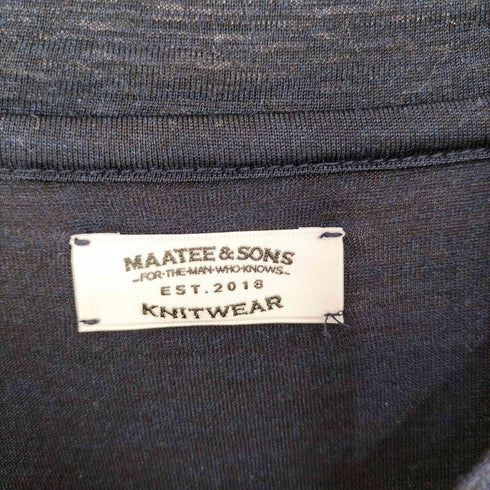 MAATEE & SONS
-FOR·THE·MAN·WHO·KNOWS-
EST. 2018
KNITWEAR